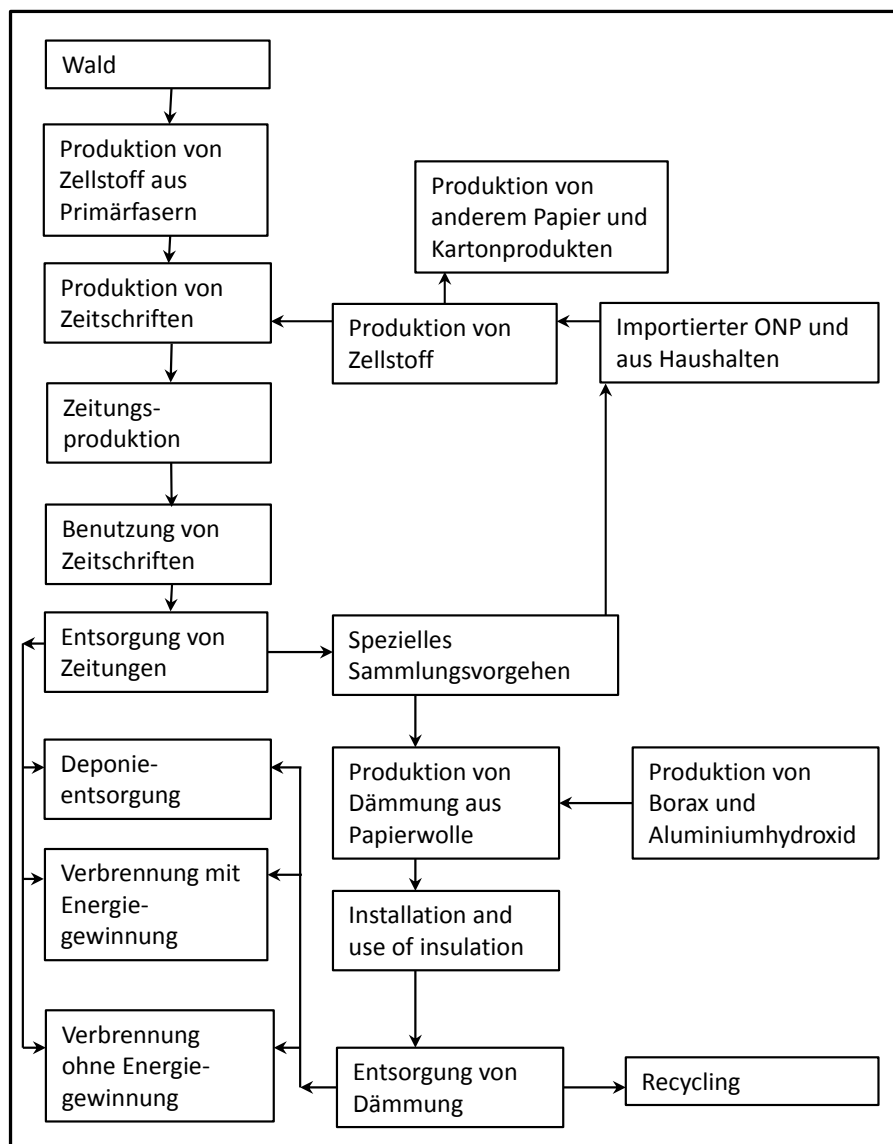 Wald
Produktion von
Zellstoff aus
Primärfasern
Produktion von
anderem Papier und
Kartonprodukten
Produktion von
Zeitschriften
Produktion von
Zellstoff
Importierter ONP und
aus Haushalten
Zeitungs-
produktion
Benutzung von
Zeitschriften
Entsorgung von
Zeitungen
Spezielles
Sammlungsvorgehen
Deponie-
entsorgung
Produktion von
Dämmung aus
Papierwolle
Produktion von
Borax und
Aluminiumhydroxid
Verbrennung mit
Energie-
gewinnung
Installation and
use of insulation
Verbrennung
ohne Energie-
gewinnung
Entsorgung von
Dämmung
Recycling